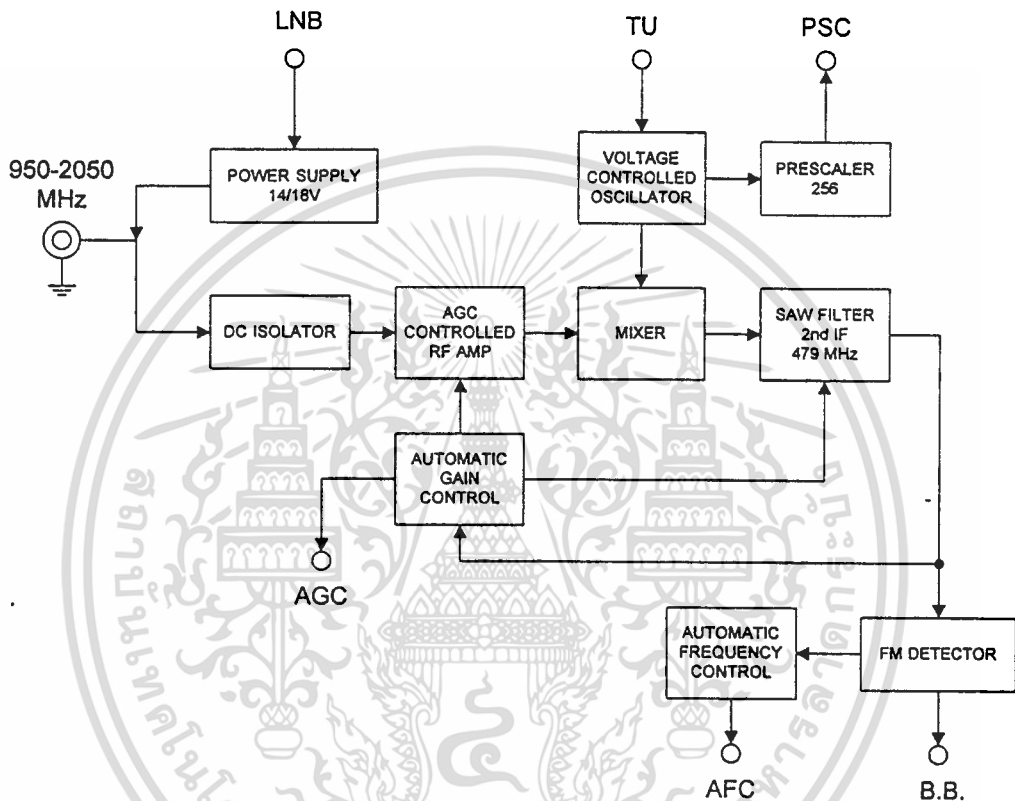 LNB
TU
PSC
950-2050
MHz
POWER SUPPLY
14/18V
VOLTAGE
CONTROLLED
OSCILLATOR
PRESCALER
256
DC ISOLATOR
AGC
CONTROLLED
RF AMP
MIXER
SAW FILTER
2nd IF
479 MHz
AUTOMATIC
GAIN
CONTROL
AGC
AUTOMATIC
FREQUENCY
CONTROL
FM DETECTOR
AFC
B.B.